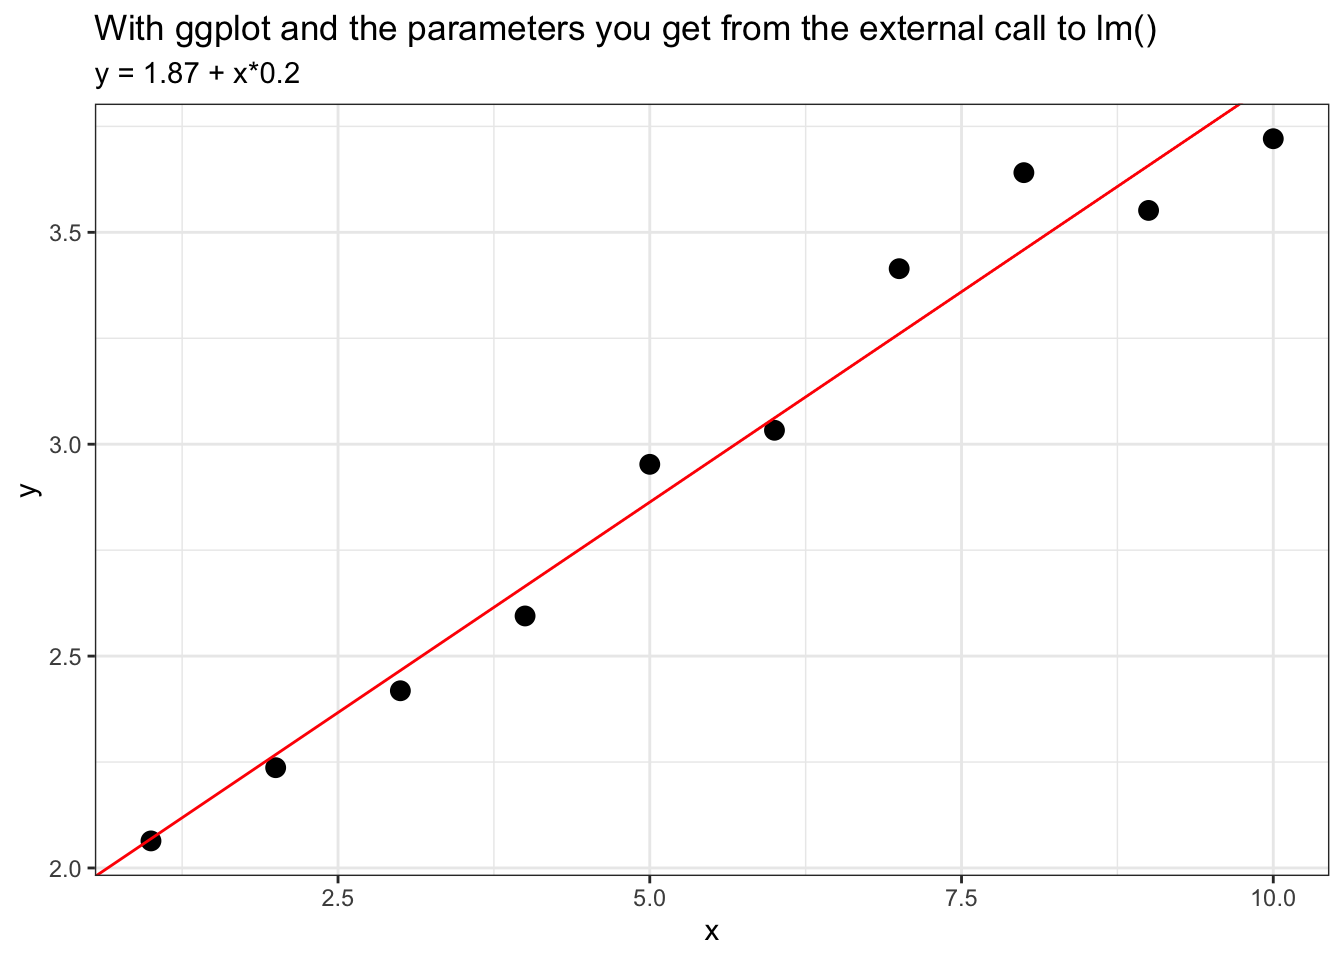 With ggplot and the parameters you get from the external call to lm()
y = 1.87 + x*0.2
3.5
3.0
2.5
2.0
y
2.5
5.0
7.5
10.0
x